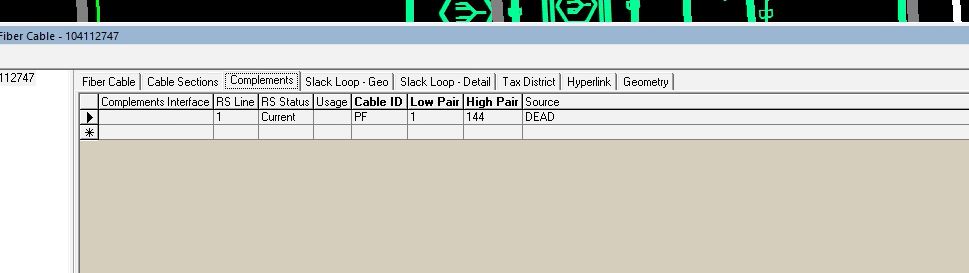 Fiber Cable - 104112747
112747
Fiber Cable Cable Sections Complements Slack Loop - Geo Slack Loop - Detail Tax District Hyperlink Geometry
Complements Interface RS Line RS Status Usage Cable ID Low Pair High Pair Source
1 Current PF 1 144 DEAD